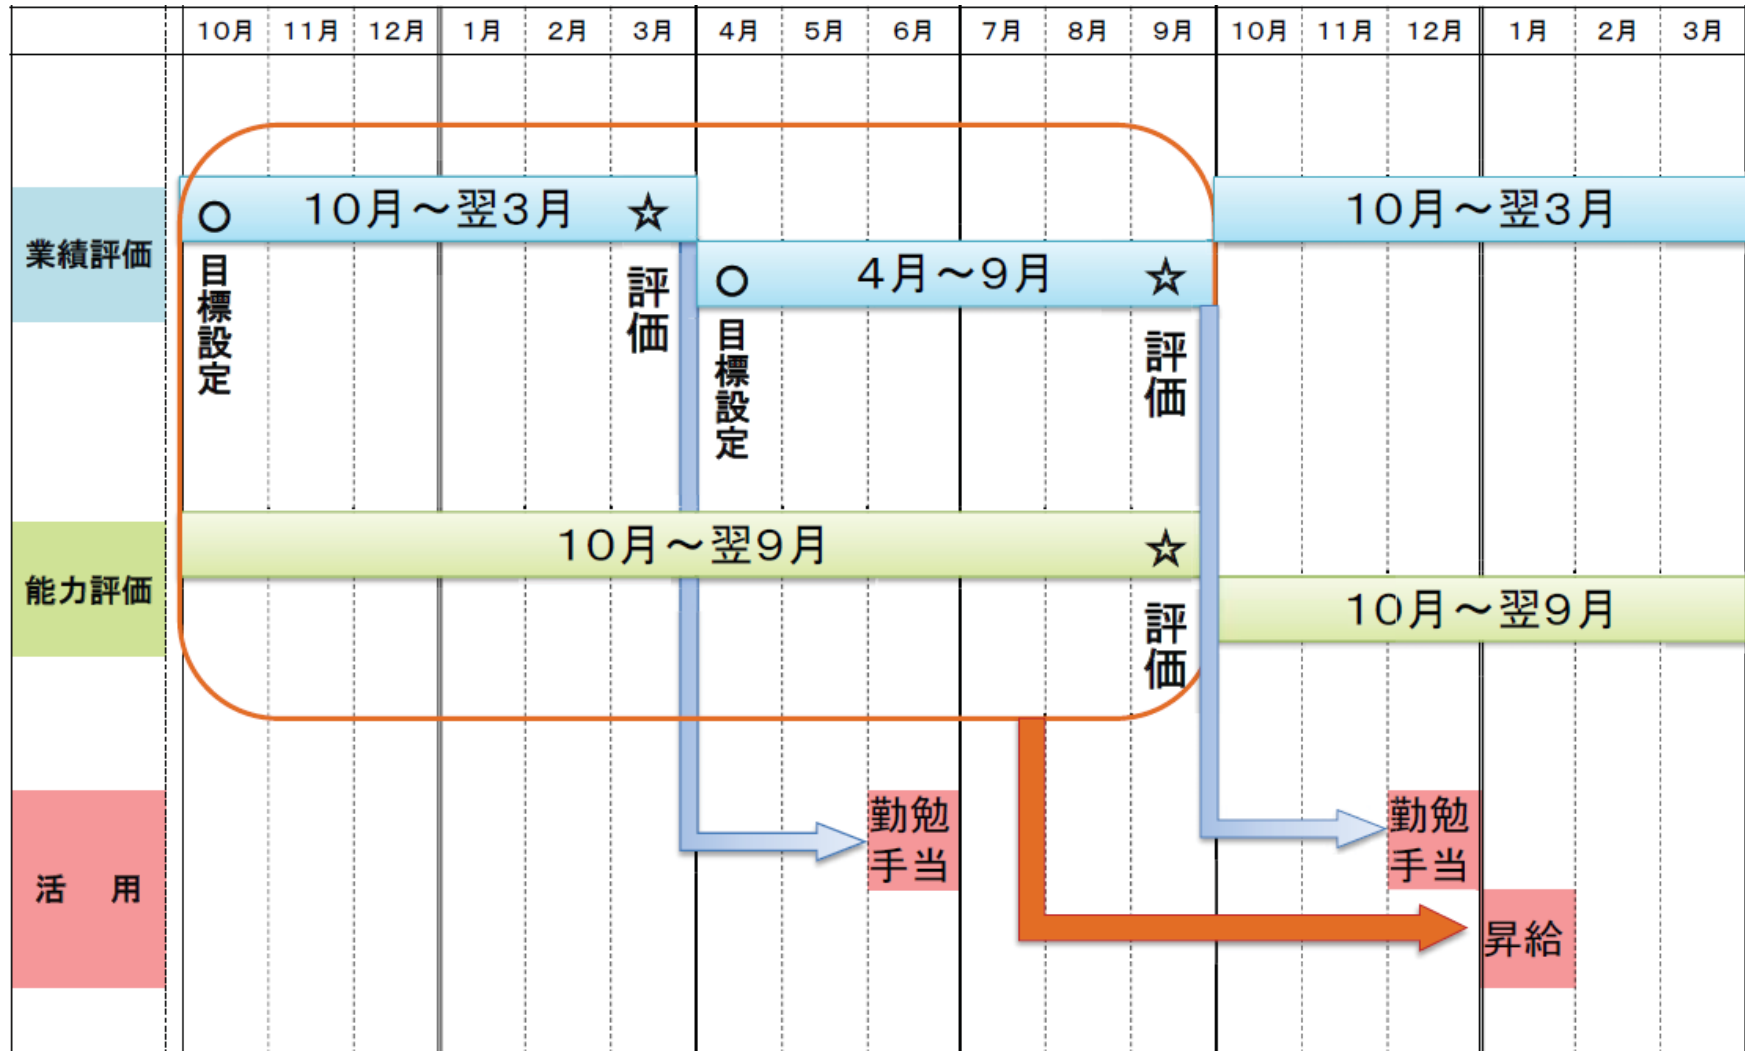 10月 11月 12月 1月 2月 3月 4月 5月 6月 7月 8月 9月 10月 11月 12月 1月 2月 3月
業績評価
○ 10月～翌3月 ☆
10月～翌3月
目標設定
評価
○ 4月～9月 ☆
目標設定
評価
能力評価
10月～翌9月 ☆
評価
10月～翌9月
活 用
勤勉
手当
勤勉
手当
昇給